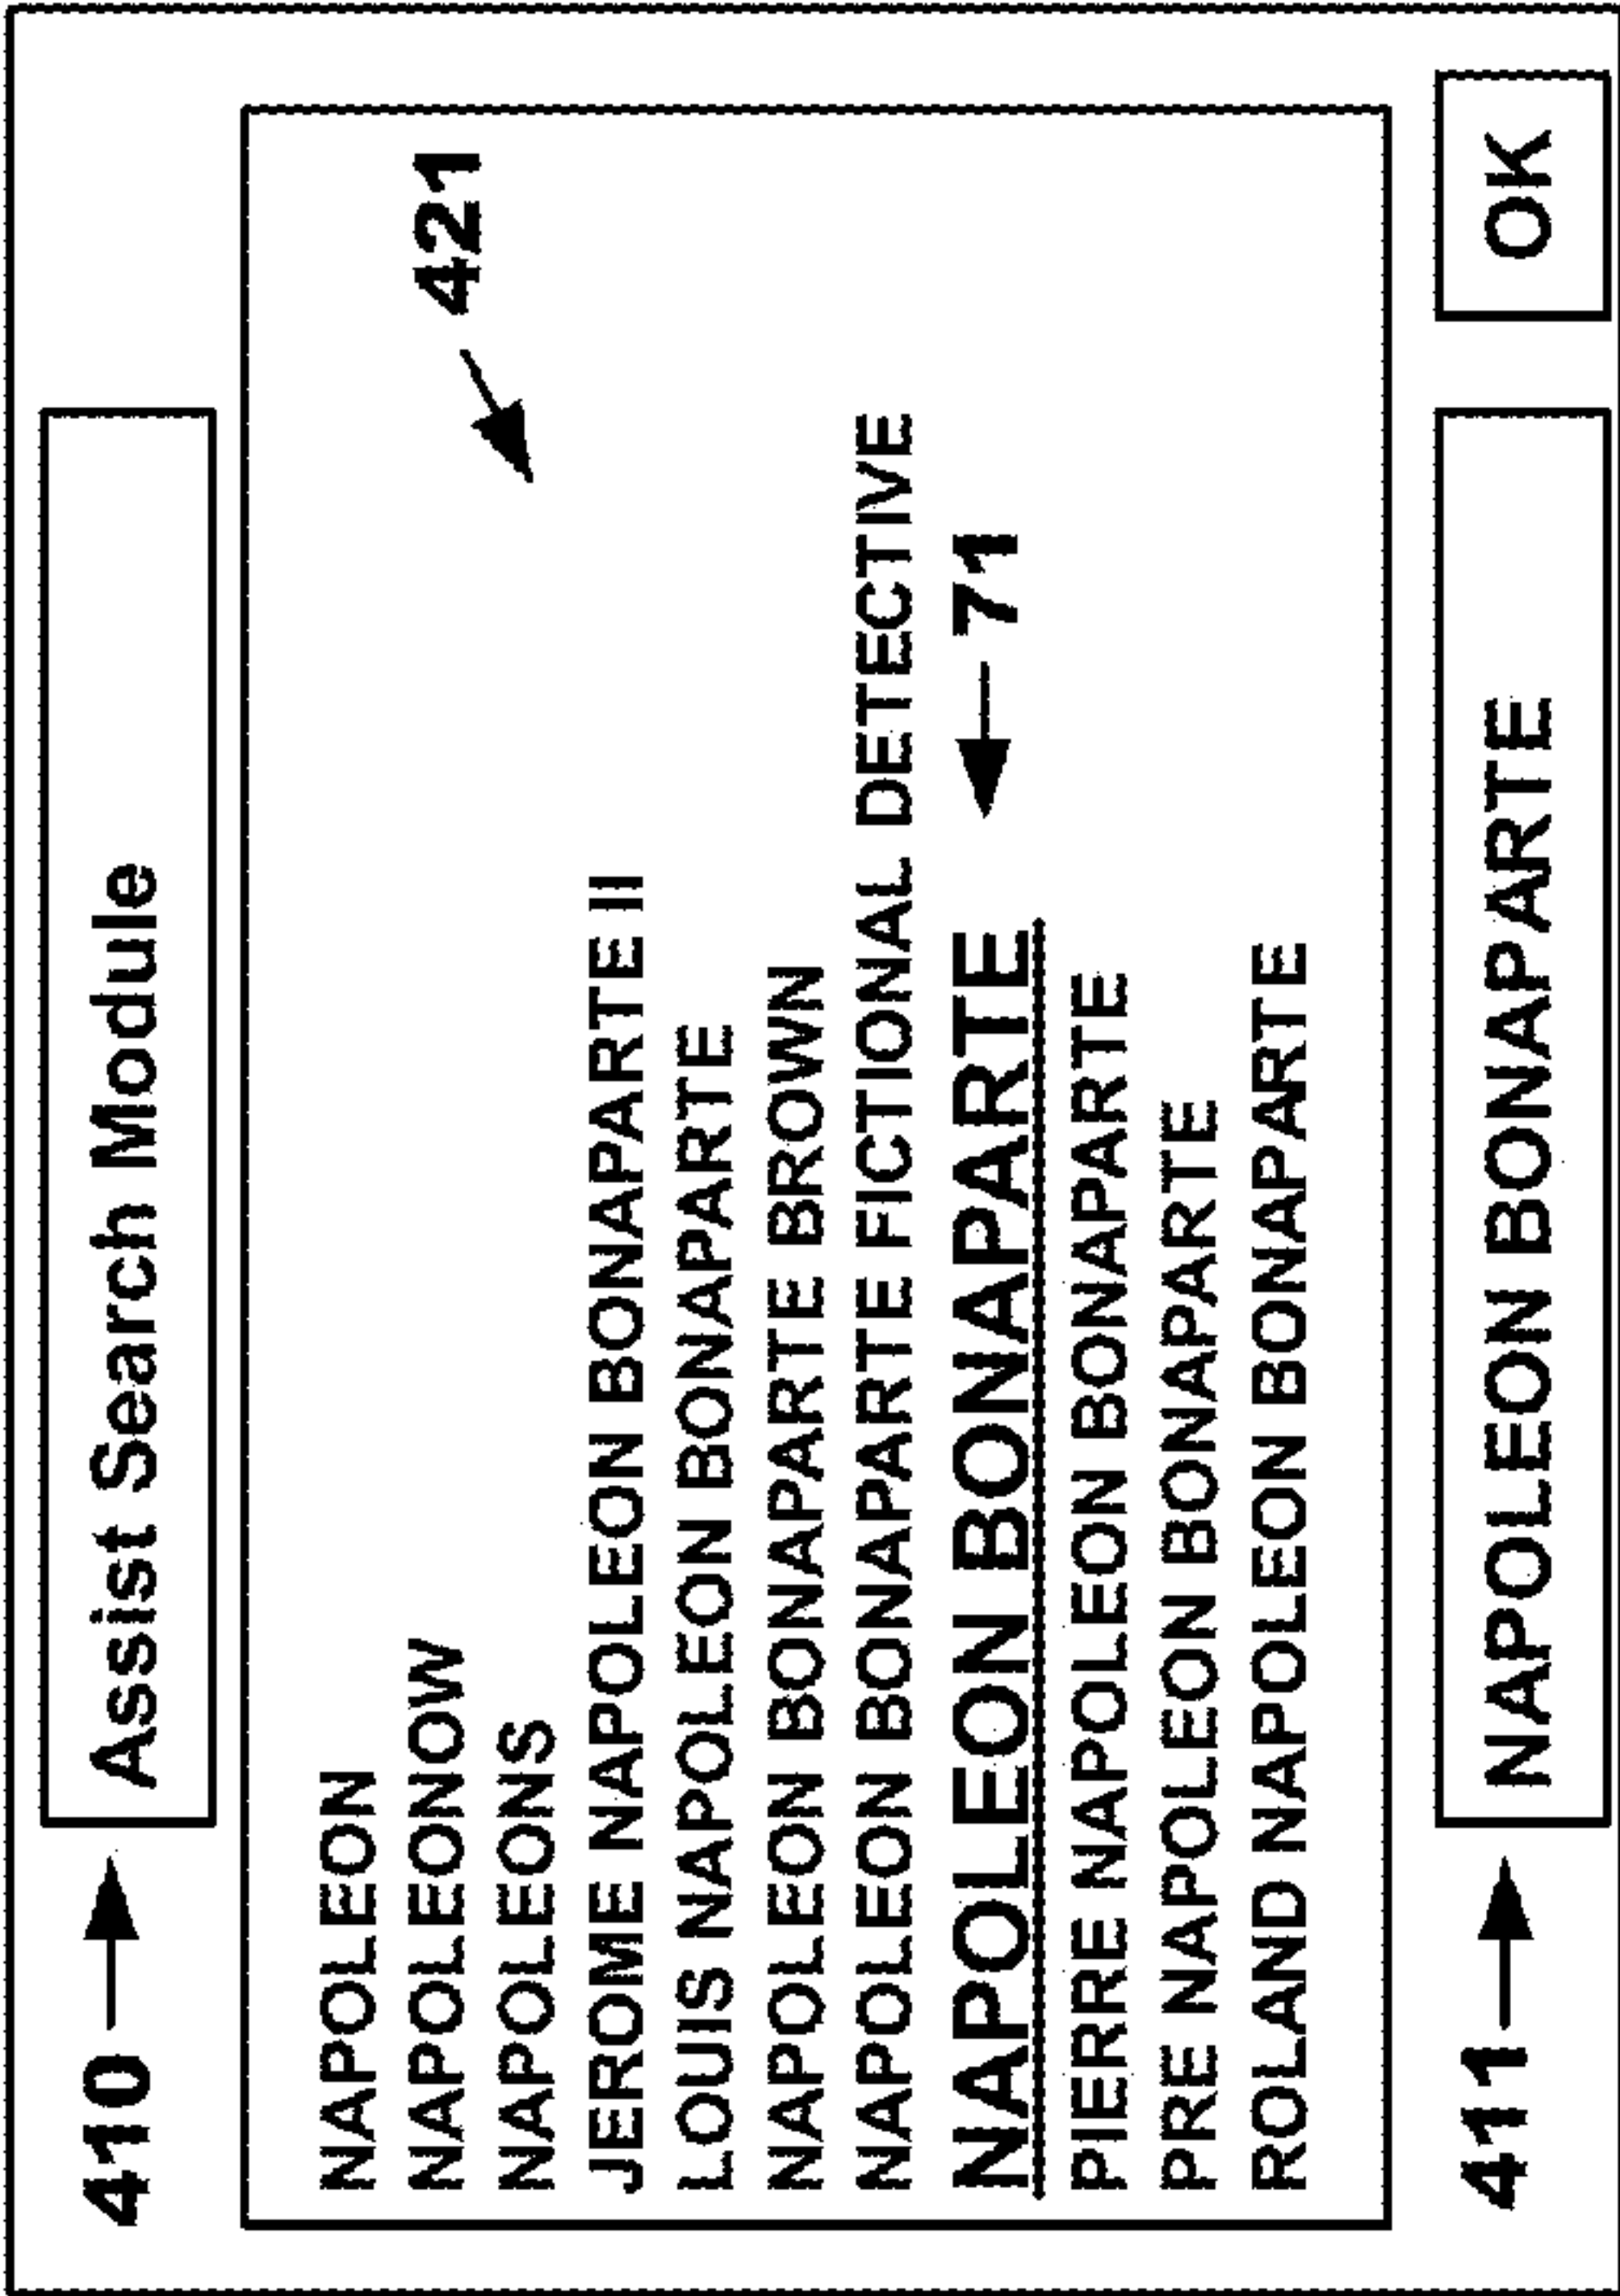 410 Assist Search Module
421
NAPOLEON
NAPOLEONOW
NAPOLEONS
JEROME NAPOLEON BONAPARTE II
LOUIS NAPOLEON BONAPARTE
NAPOLEON BONAPARTE BROWN
NAPOLEON BONAPARTE FICTIONAL DETECTIVE
NAPOLEON BONAPARTE 71
PIERRE NAPOLEON BONAPARTE
PRE NAPOLEON BONAPARTE
ROLAND NAPOLEON BONAPARTE
411 NAPOLEON BONAPARTE OK